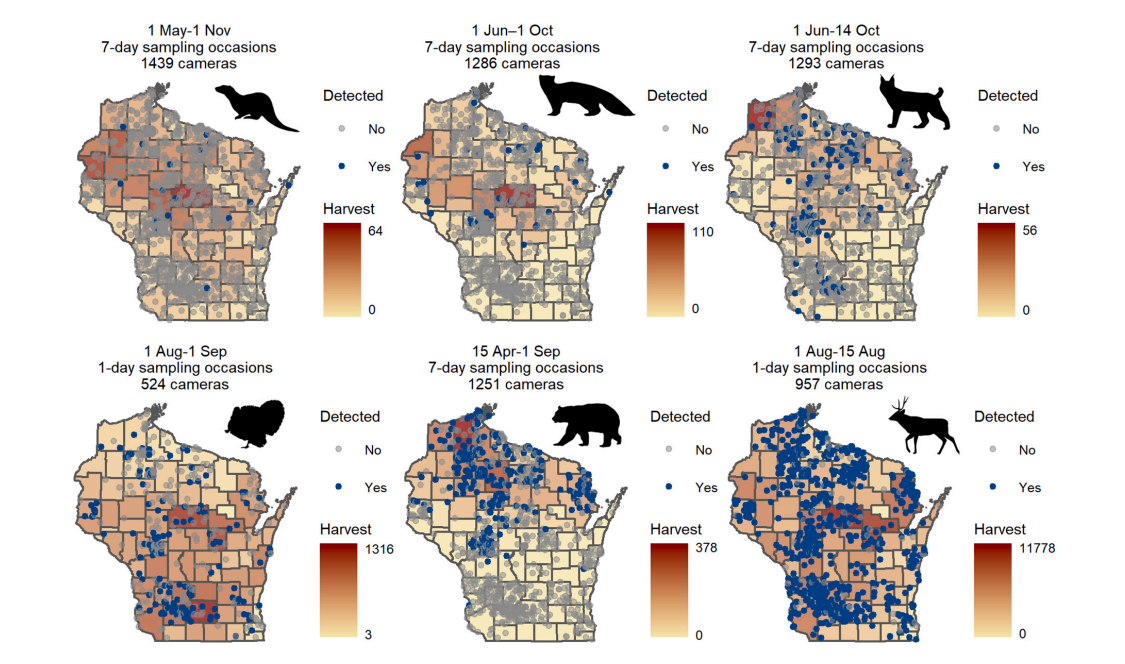 1 May-1 Nov
7-day sampling occasions
1439 cameras
Detected
No
Yes
Harvest
64
0
1 Jun–1 Oct
7-day sampling occasions
1286 cameras
Detected
No
Yes
Harvest
110
0
1 Jun-14 Oct
7-day sampling occasions
1293 cameras
Detected
No
Yes
Harvest
56
0
1 Aug-1 Sep
1-day sampling occasions
524 cameras
Detected
No
Yes
Harvest
1316
3
15 Apr-1 Sep
7-day sampling occasions
1251 cameras
Detected
No
Yes
Harvest
378
0
1 Aug-15 Aug
1-day sampling occasions
957 cameras
Detected
No
Yes
Harvest
11778
0